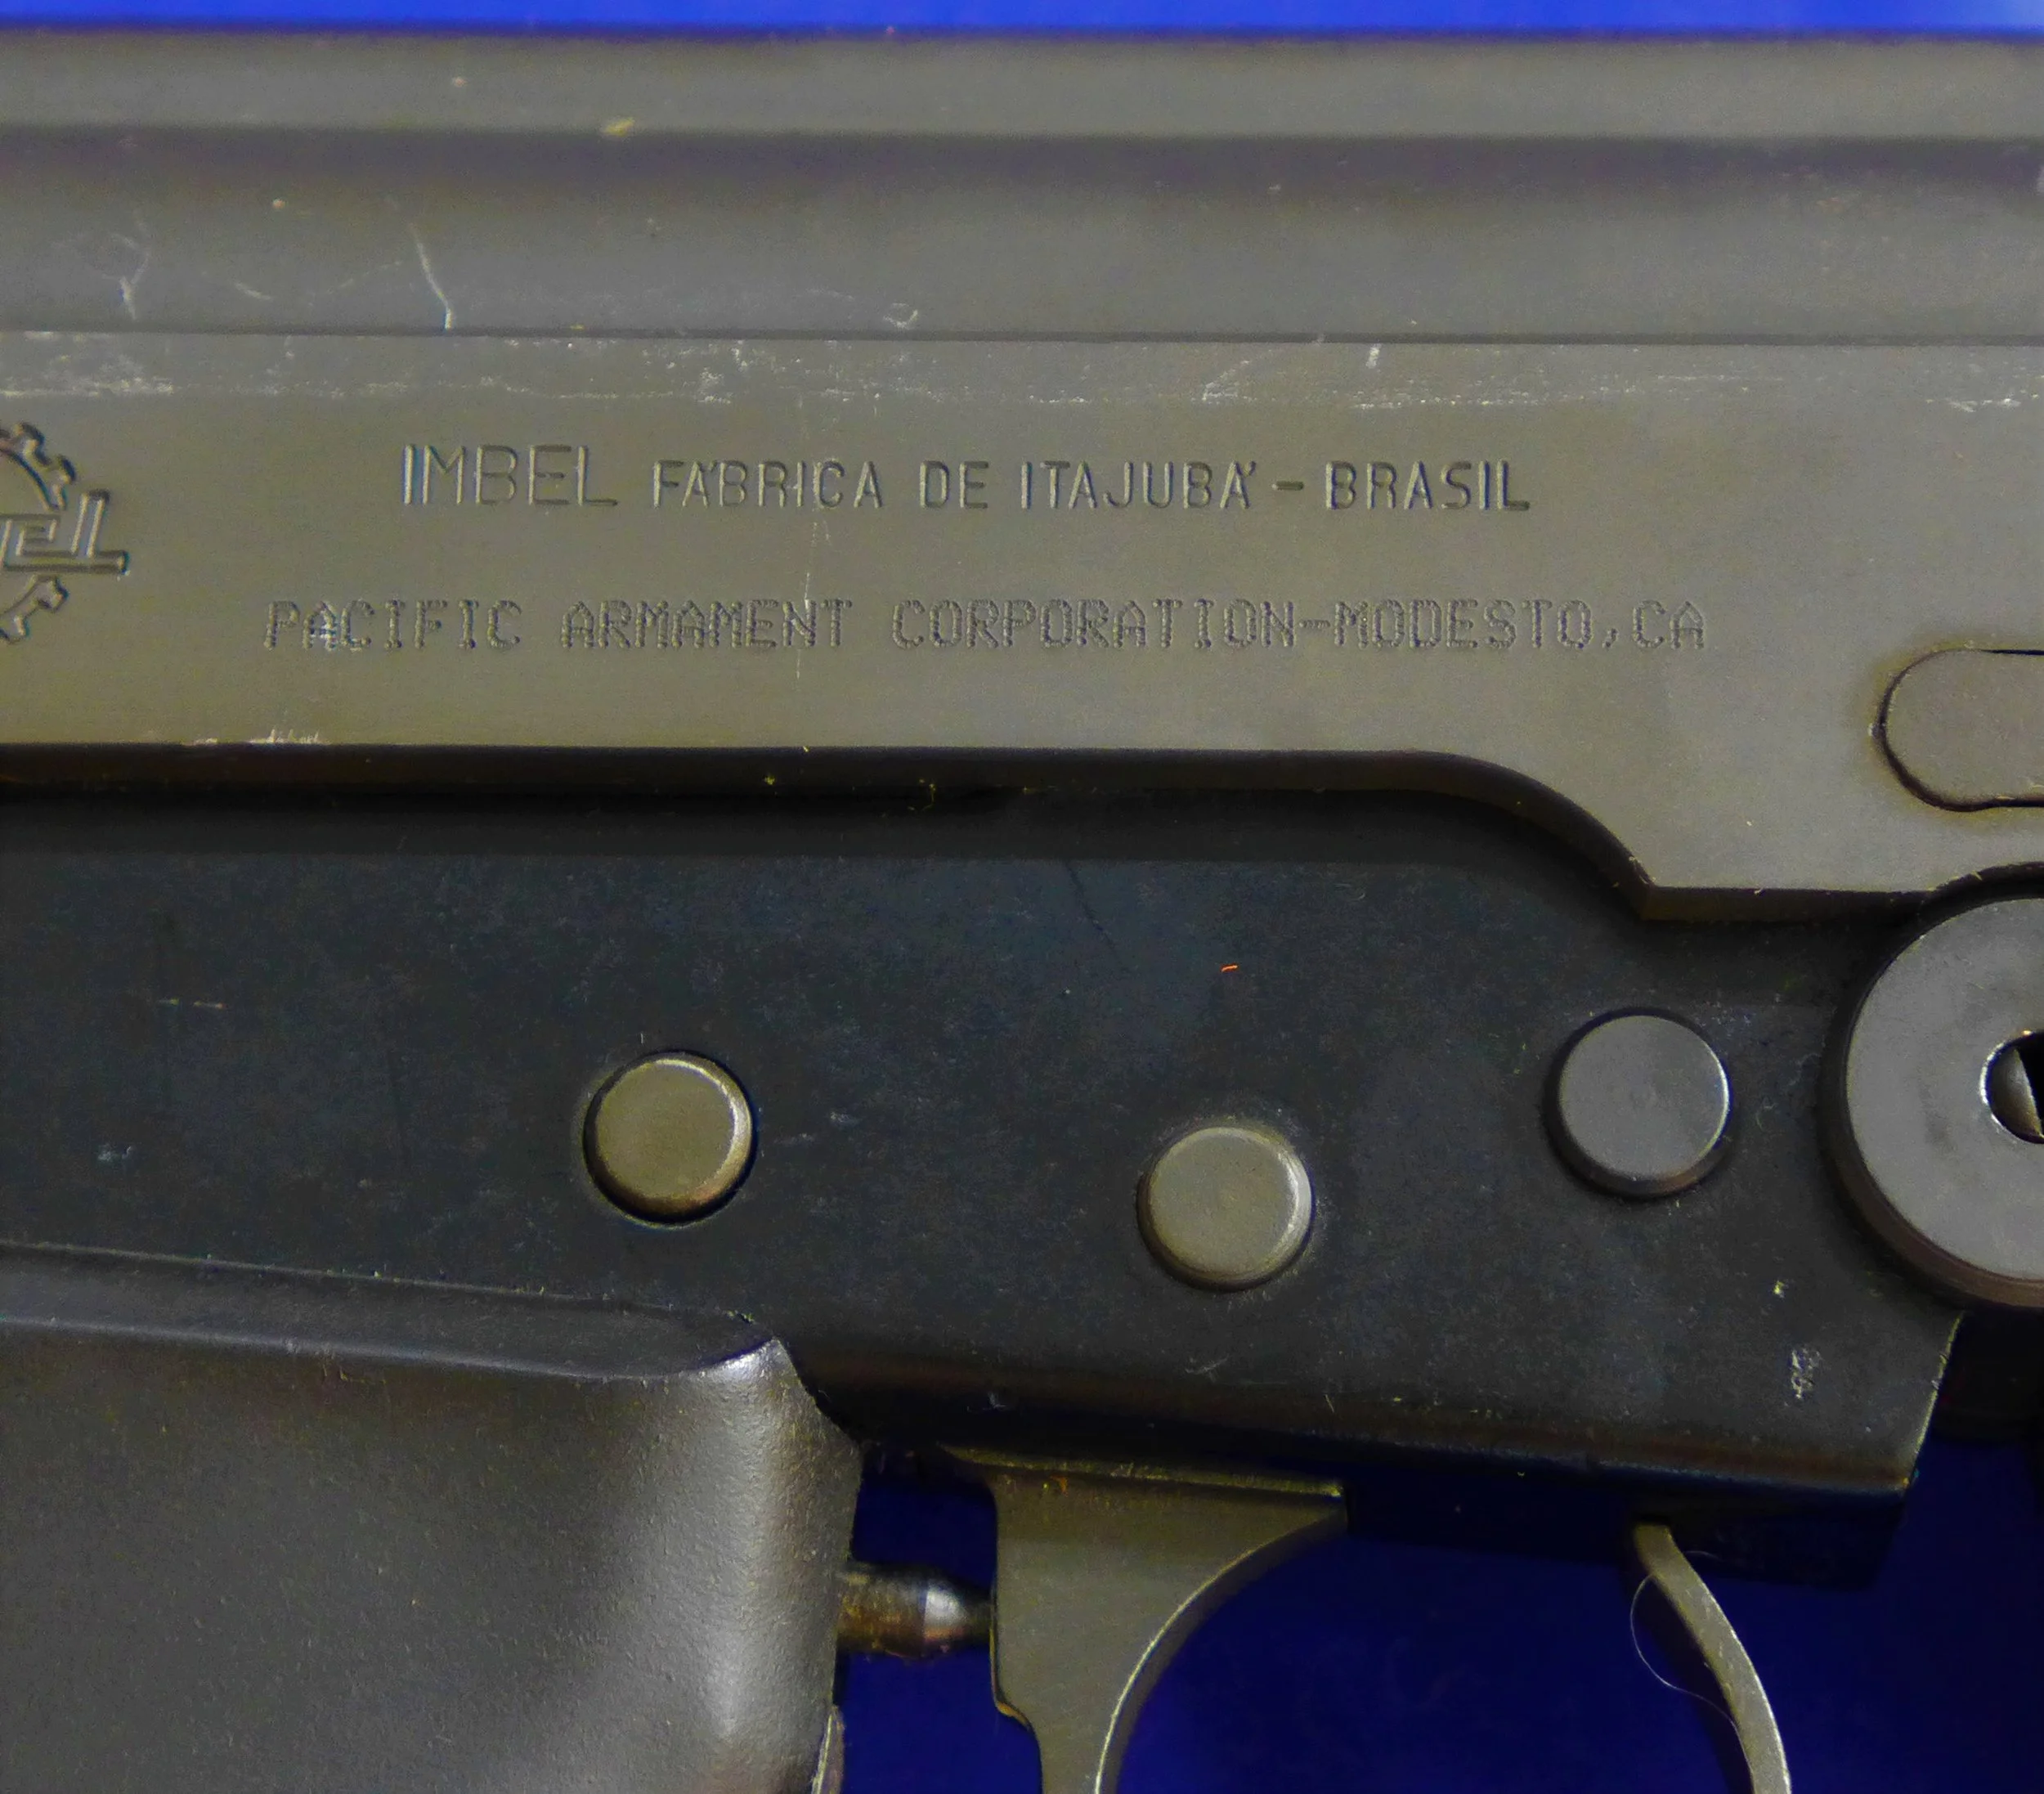 IMBEL FÁBRICA DE ITAJUBÁ - BRASIL
PACIFIC ARMAMENT CORPORATION-MODESTO,CA